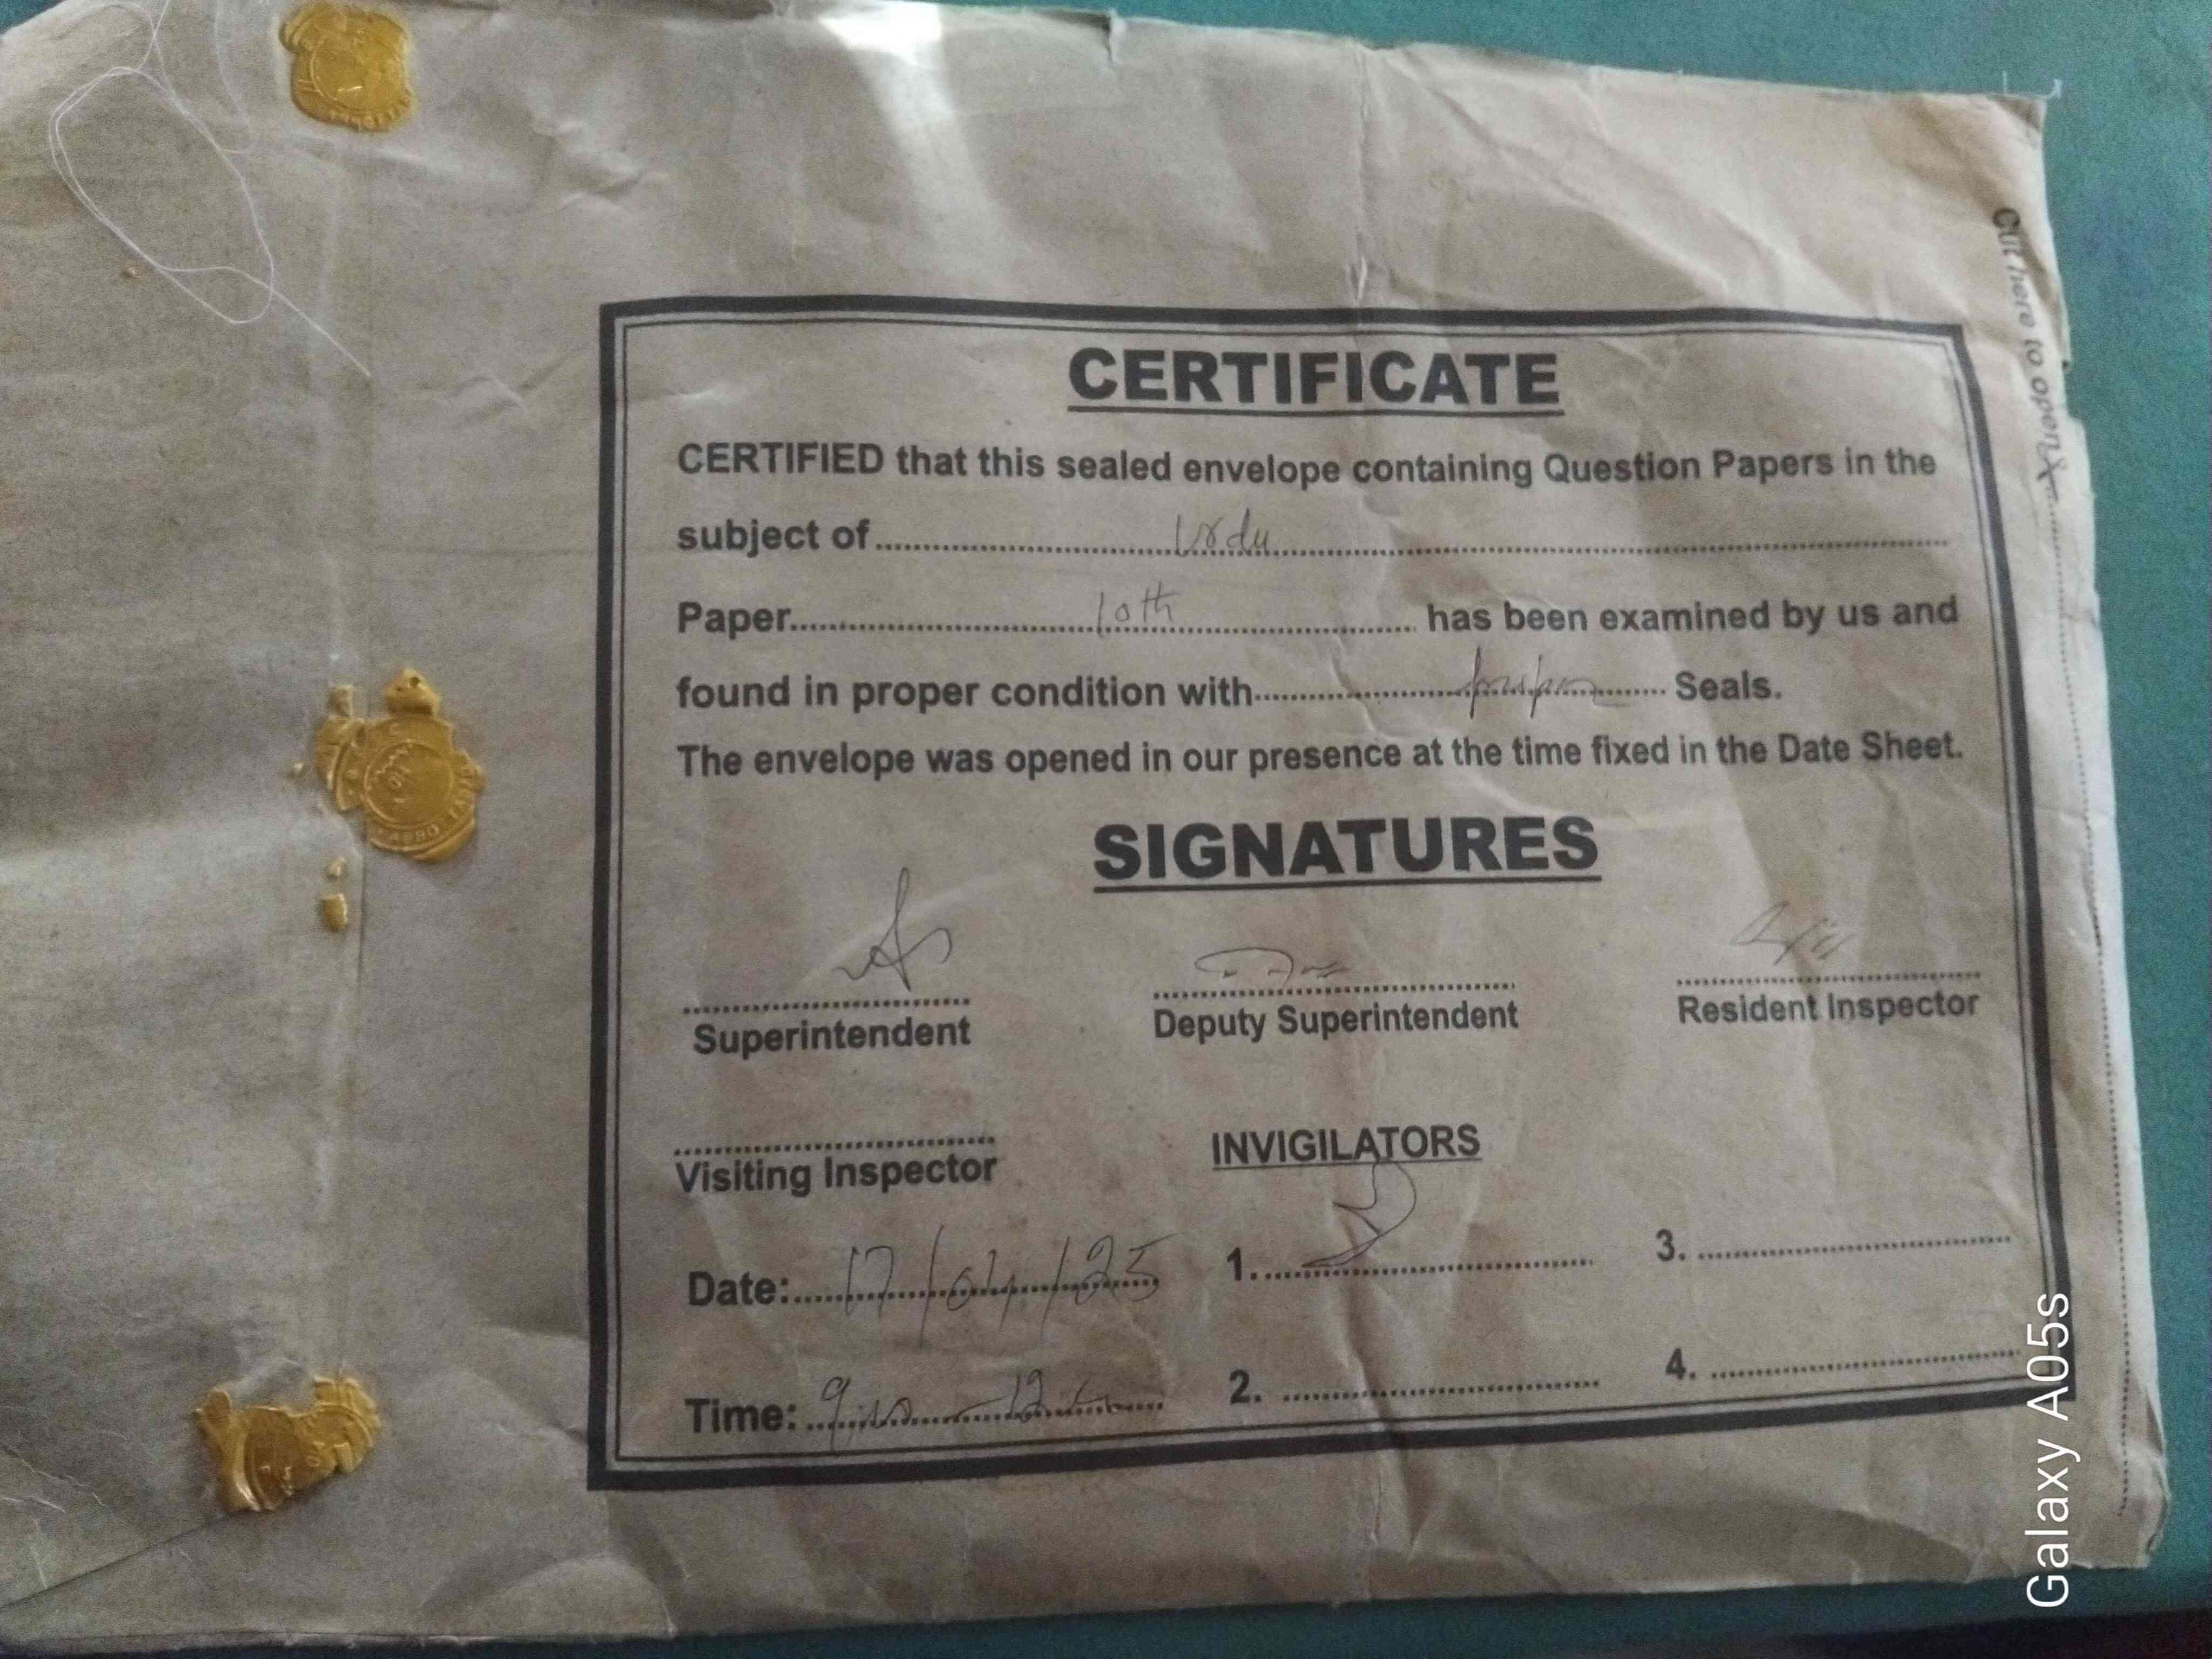 CERTIFICATE
CERTIFIED that this sealed envelope containing Question Papers in the
subject of Urdu
Paper 10th has been examined by us and
found in proper condition with proper Seals.
The envelope was opened in our presence at the time fixed in the Date Sheet.
SIGNATURES
Superintendent Deputy Superintendent Resident Inspector
Visiting Inspector INVIGILATORS
Date: 17/04/25 1. 3.
Time: 2. 4.
Cut here to open
Galaxy A05s